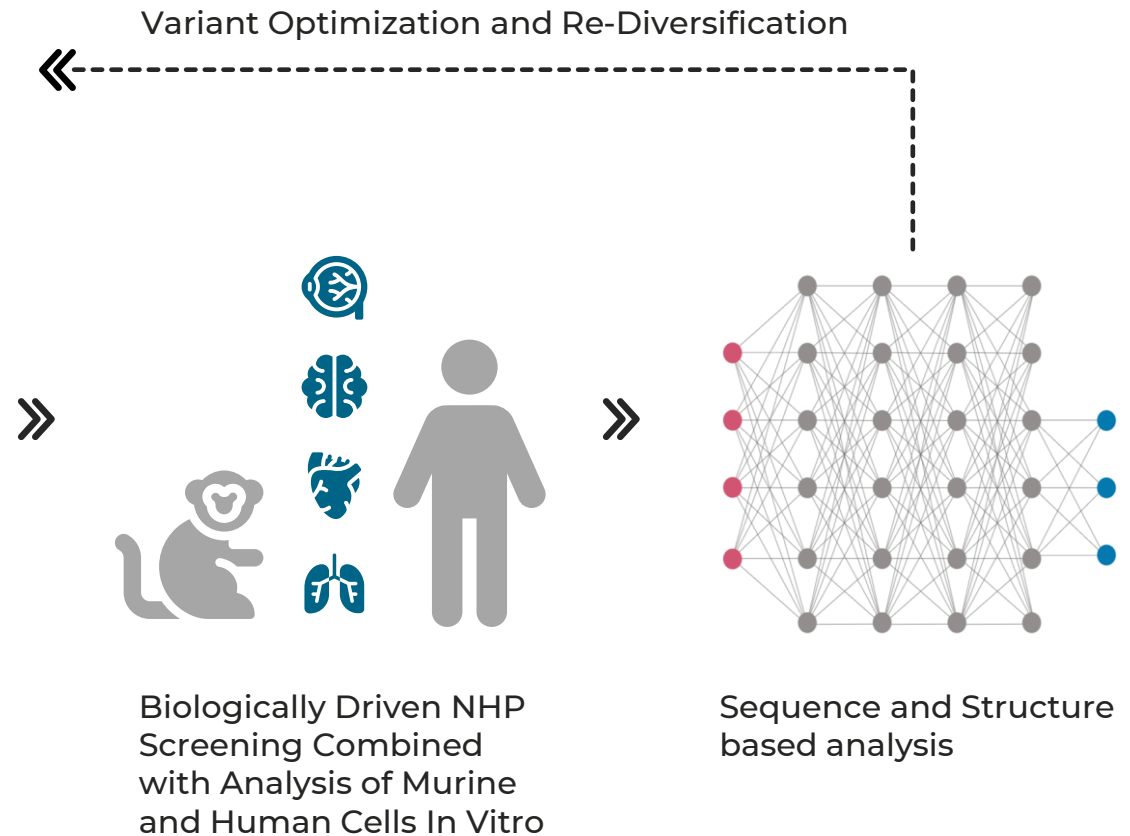 Variant Optimization and Re-Diversification
Biologically Driven NHP
Screening Combined
with Analysis of Murine
and Human Cells In Vitro
Sequence and Structure
based analysis